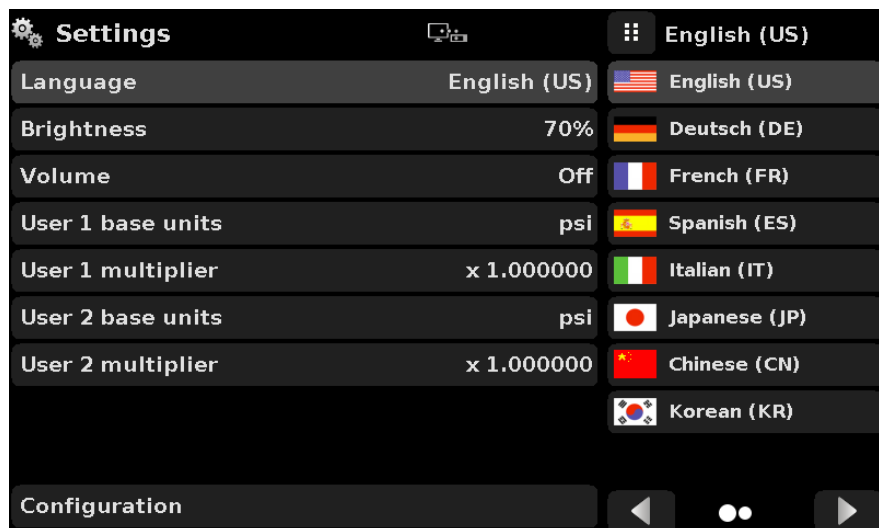 Settings
English (US)
Language English (US)
Brightness 70%
Volume Off
User 1 base units psi
User 1 multiplier x 1.000000
User 2 base units psi
User 2 multiplier x 1.000000
Configuration
English (US)
Deutsch (DE)
French (FR)
Spanish (ES)
Italian (IT)
Japanese (JP)
Chinese (CN)
Korean (KR)